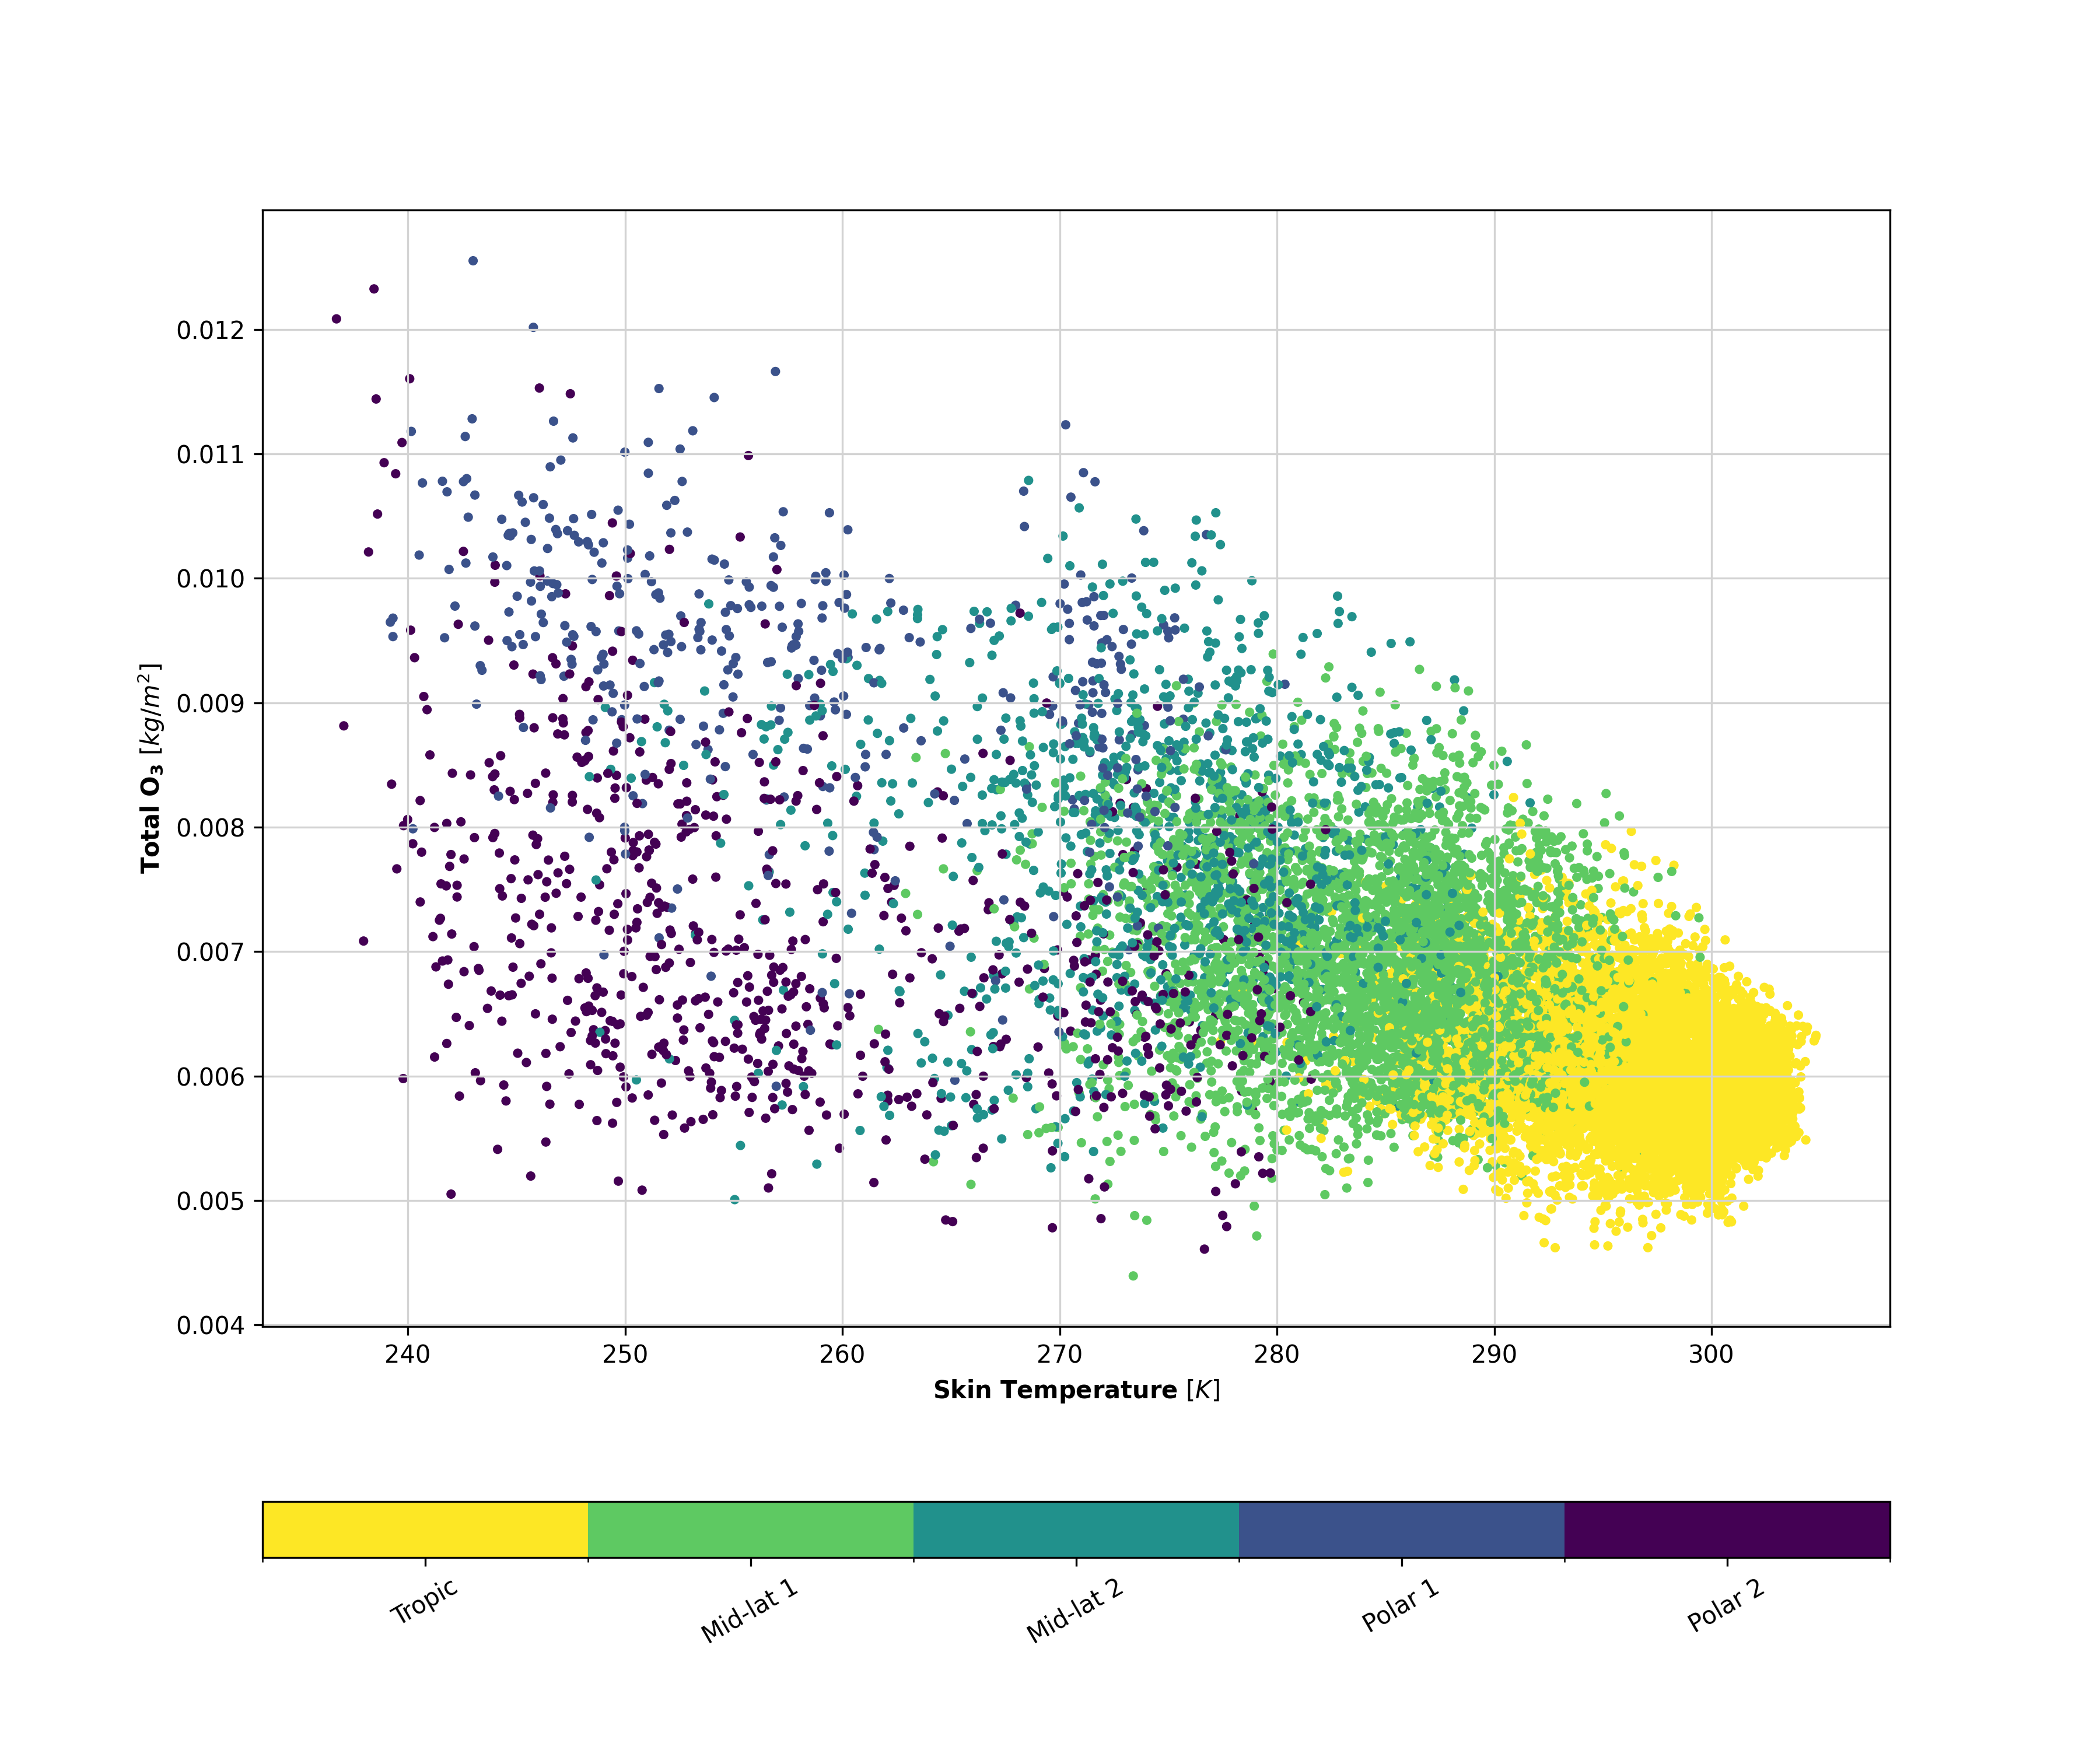 0.012
0.011
0.010
0.009
0.008
0.007
0.006
0.005
0.004
Total O₃ [kg/m²]
240 250 260 270 280 290 300
Skin Temperature [K]
Tropic Mid-lat 1 Mid-lat 2 Polar 1 Polar 2